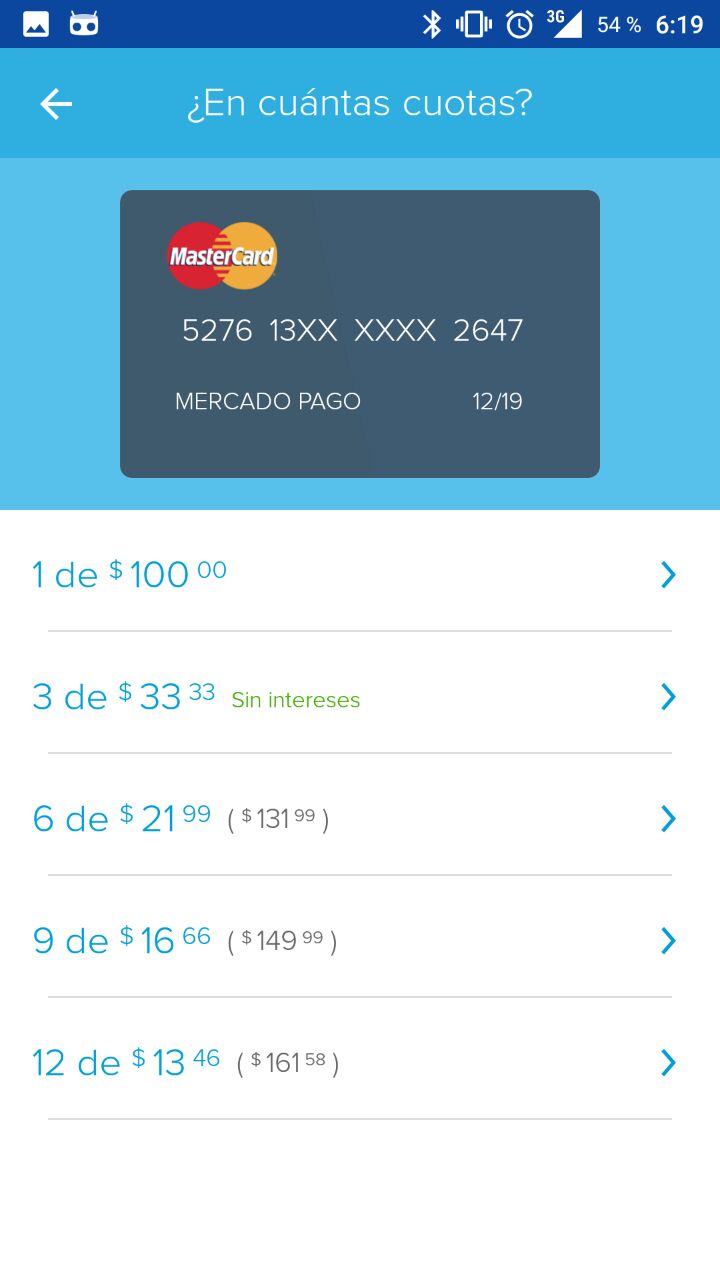 3G 54 % 6:19
¿En cuántas cuotas?
MasterCard
5276 13XX XXXX 2647
MERCADO PAGO 12/19
1 de $ 100 00
3 de $ 33 33 Sin intereses
6 de $ 21 99 ( $ 131 99 )
9 de $ 16 66 ( $ 149 99 )
12 de $ 13 46 ( $ 161 58 )